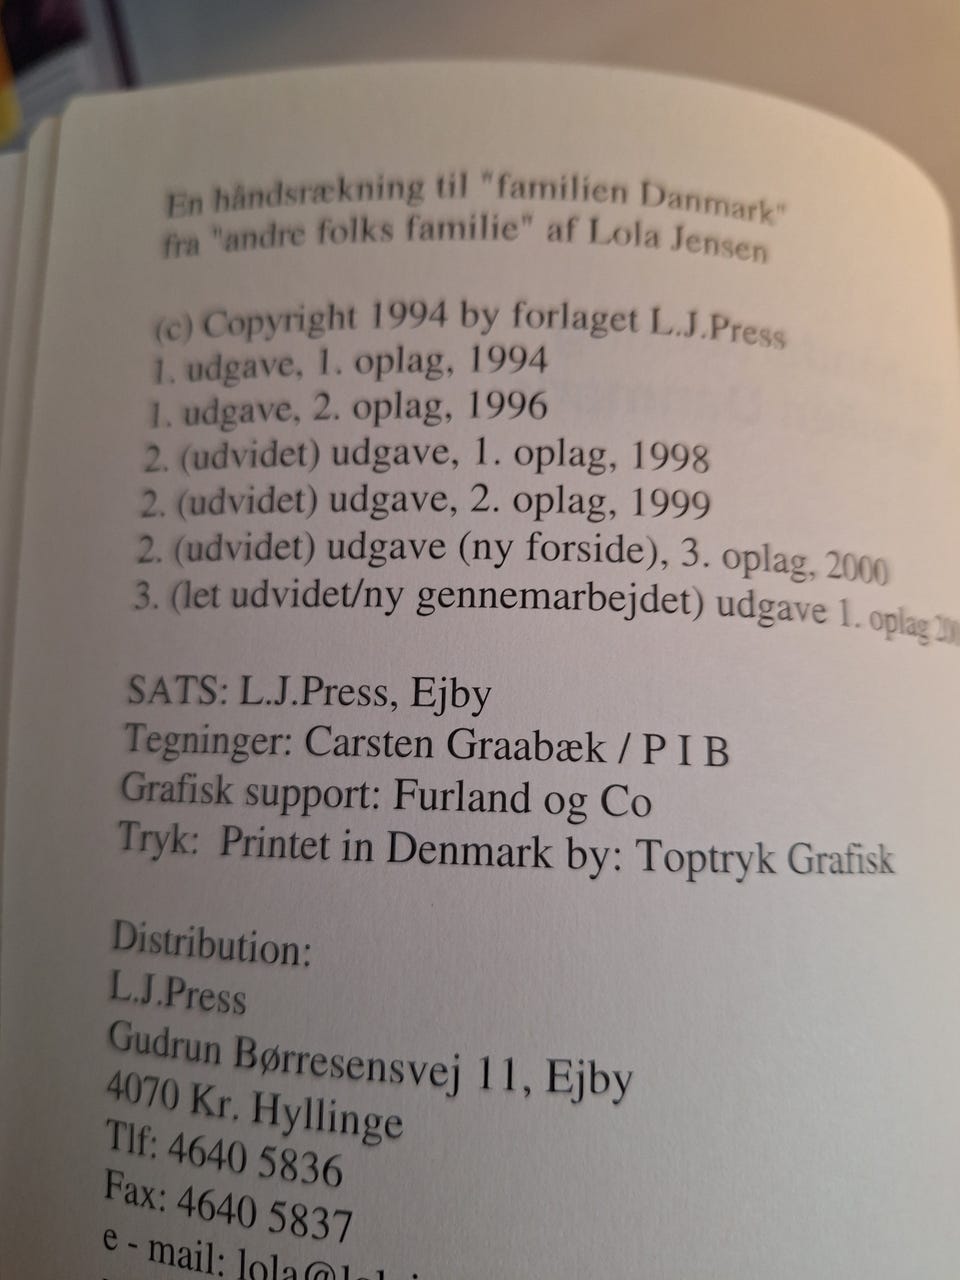 En håndsrækning til "familien Danmark"
fra "andre folks familie" af Lola Jensen
(c) Copyright 1994 by forlaget L.J.Press
1. udgave, 1. oplag, 1994
1. udgave, 2. oplag, 1996
2. (udvidet) udgave, 1. oplag, 1998
2. (udvidet) udgave, 2. oplag, 1999
2. (udvidet) udgave (ny forside), 3. oplag, 2000
3. (let udvidet/ny gennemarbejdet) udgave 1. oplag
SATS: L.J.Press, Ejby
Tegninger: Carsten Graabæk / P I B
Grafisk support: Furland og Co
Tryk: Printet in Denmark by: Toptryk Grafisk
Distribution:
L.J.Press
Gudrun Børresensvej 11, Ejby
4070 Kr. Hyllinge
Tlf: 4640 5836
Fax: 4640 5837
e - mail: